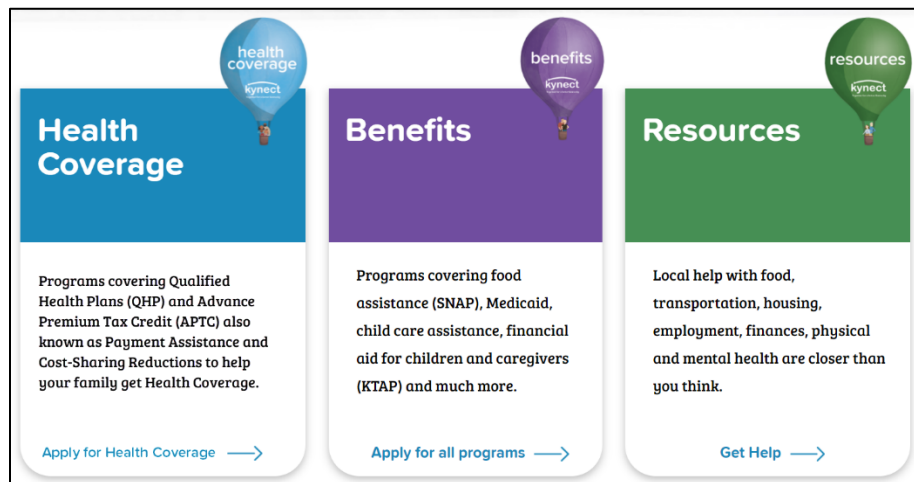 health
coverage
kynect
Health
Coverage
Programs covering Qualified
Health Plans (QHP) and Advance
Premium Tax Credit (APTC) also
known as Payment Assistance and
Cost-Sharing Reductions to help
your family get Health Coverage.
Apply for Health Coverage
benefits
kynect
Benefits
Programs covering food
assistance (SNAP), Medicaid,
child care assistance, financial
aid for children and caregivers
(KTAP) and much more.
Apply for all programs
resources
kynect
Resources
Local help with food,
transportation, housing,
employment, finances, physical
and mental health are closer than
you think.
Get Help